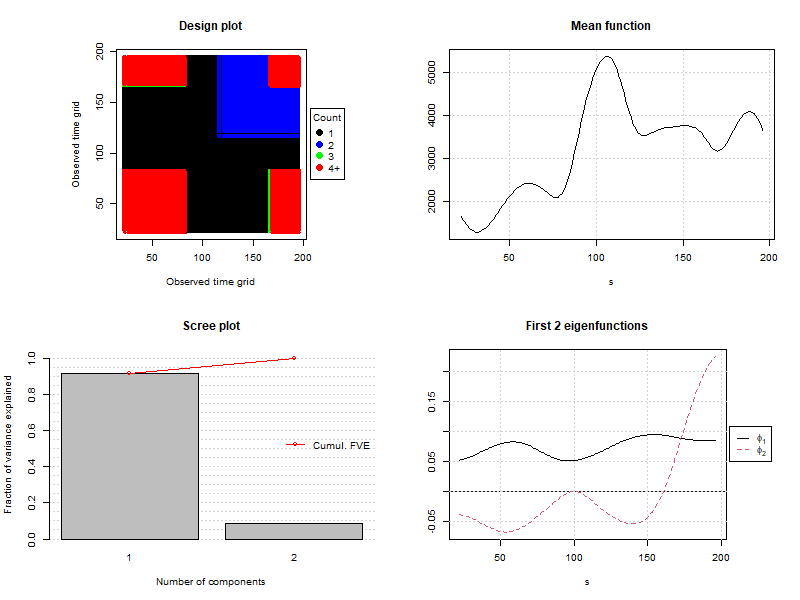 Design plot
Observed time grid
200
150
100
50
50
100
150
200
Observed time grid
Count
1
2
3
4+
Mean function
5000
4000
3000
2000
50
100
150
s
Scree plot
Fraction of variance explained
1.0
0.8
0.6
0.4
0.2
0.0
Cumul. FVE
1
2
Number of components
First 2 eigenfunctions
0.15
0.05
-0.05
50
100
150
200
s
ϕ1
ϕ2